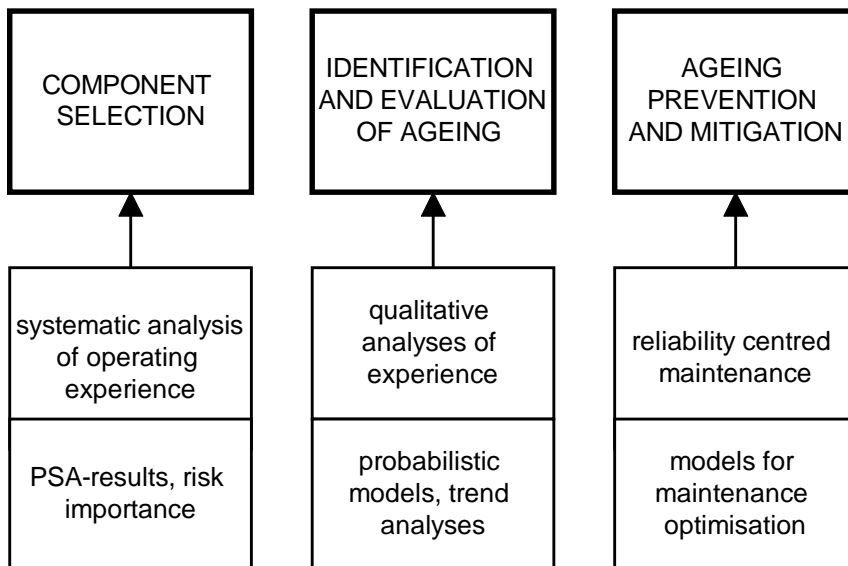 COMPONENT
SELECTION
IDENTIFICATION
AND EVALUATION
OF AGEING
AGEING
PREVENTION
AND MITIGATION
systematic analysis
of operating
experience
PSA-results, risk
importance
qualitative
analyses of
experience
probabilistic
models, trend
analyses
reliability centred
maintenance
models for
maintenance
optimisation